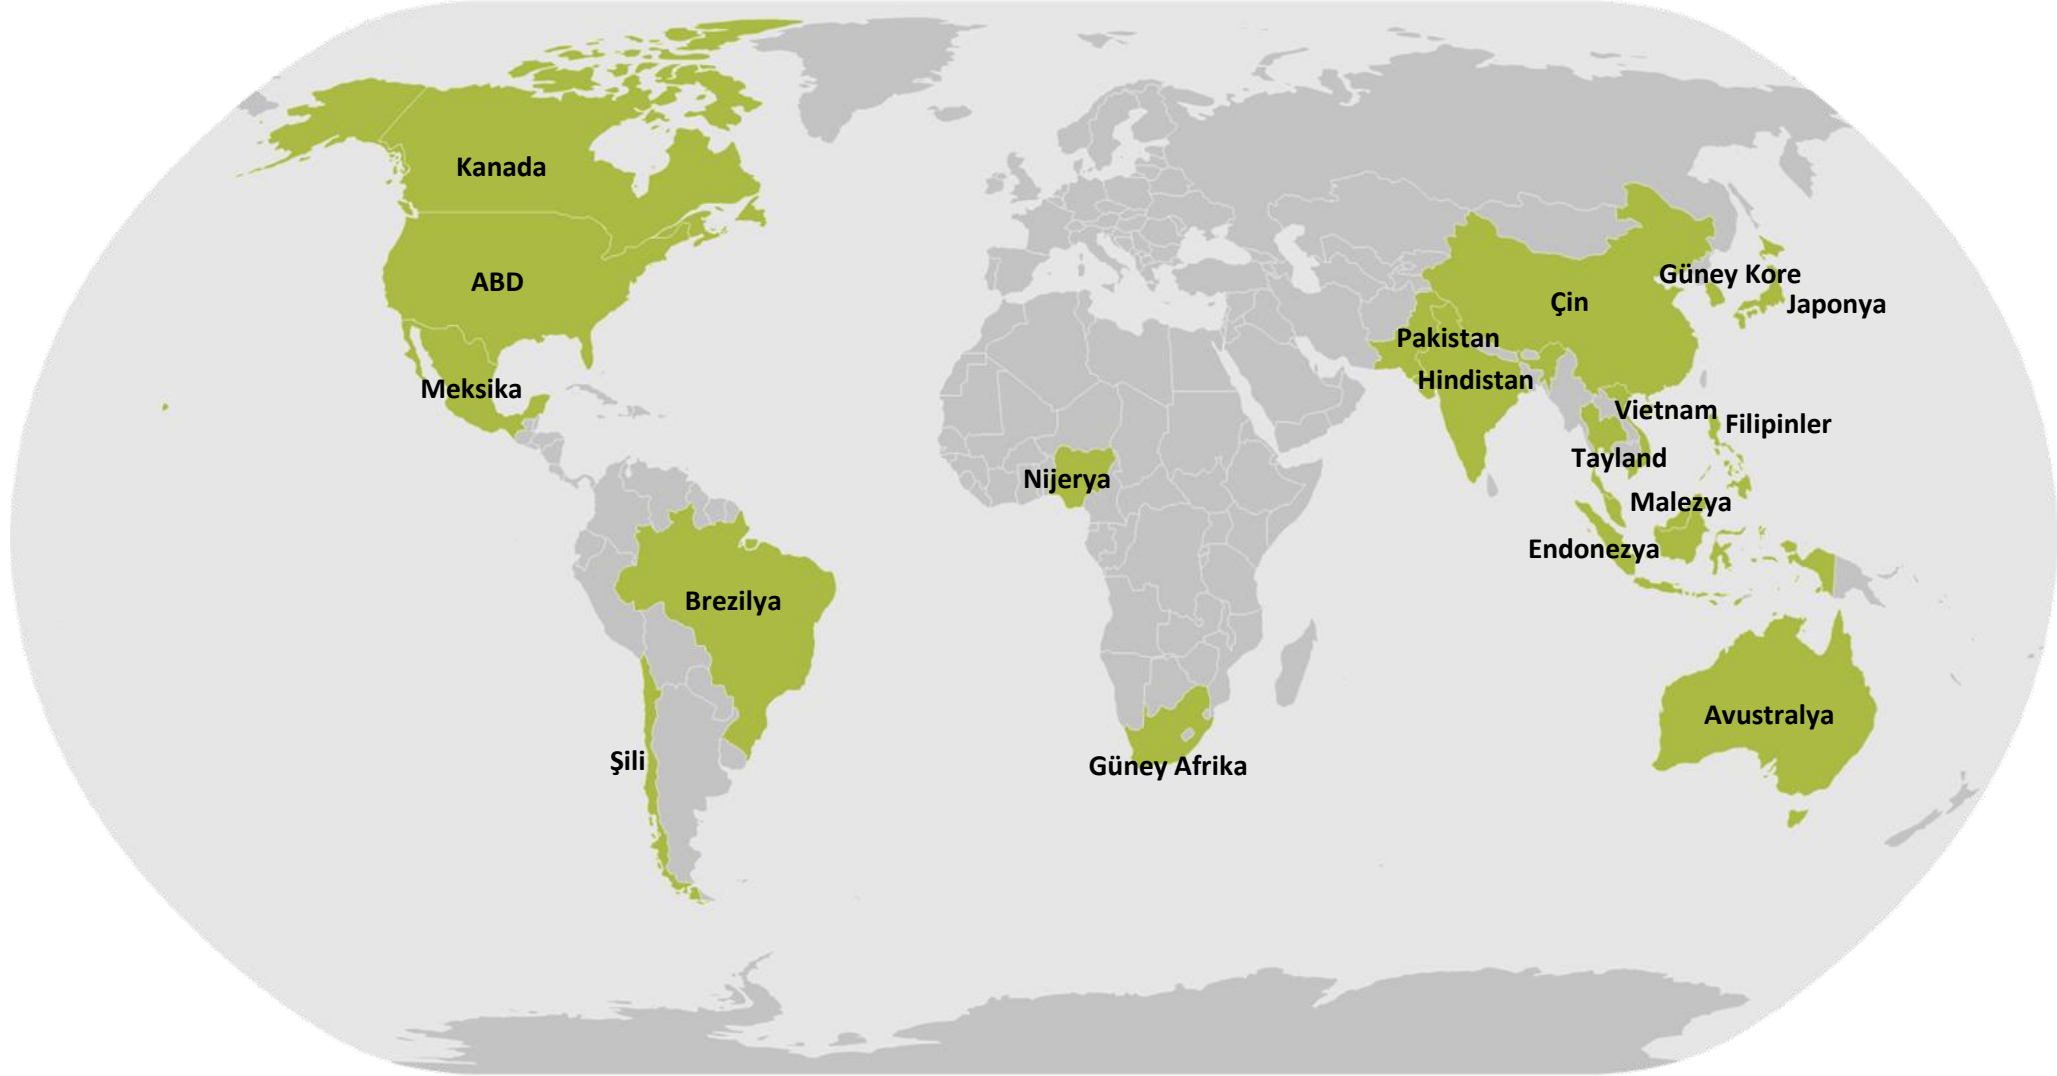 Kanada
ABD
Meksika
Brezilya
Şili
Nijerya
Güney Afrika
Güney Kore
Japonya
Çin
Pakistan
Hindistan
Vietnam
Filipinler
Tayland
Malezya
Endonezya
Avustralya